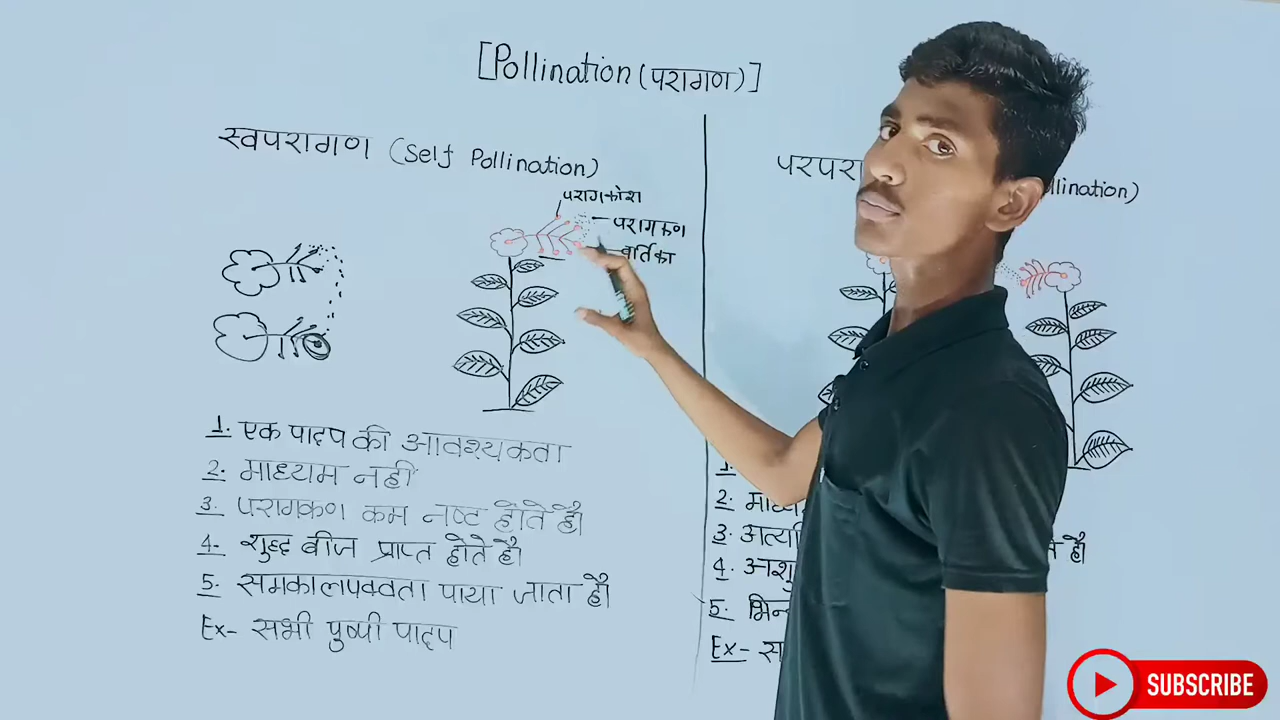 [Pollination (परागण)]
स्वपरागण (Self Pollination)
परागकोश
परागकण
वर्तिका
1. एक पादप की आवश्यकता
2. माध्यम नहीं
3. परागकण कम नष्ट होते है।
4. शुद्ध बीज प्राप्त होते है।
5. समकालपक्वता पाया जाता है।
Ex- सभी पुष्पी पादप
परपरा
llination)
1.
2. माध्य
3. अत्यधि है।
4. अशु
5. भिन्
Ex- स
SUBSCRIBE